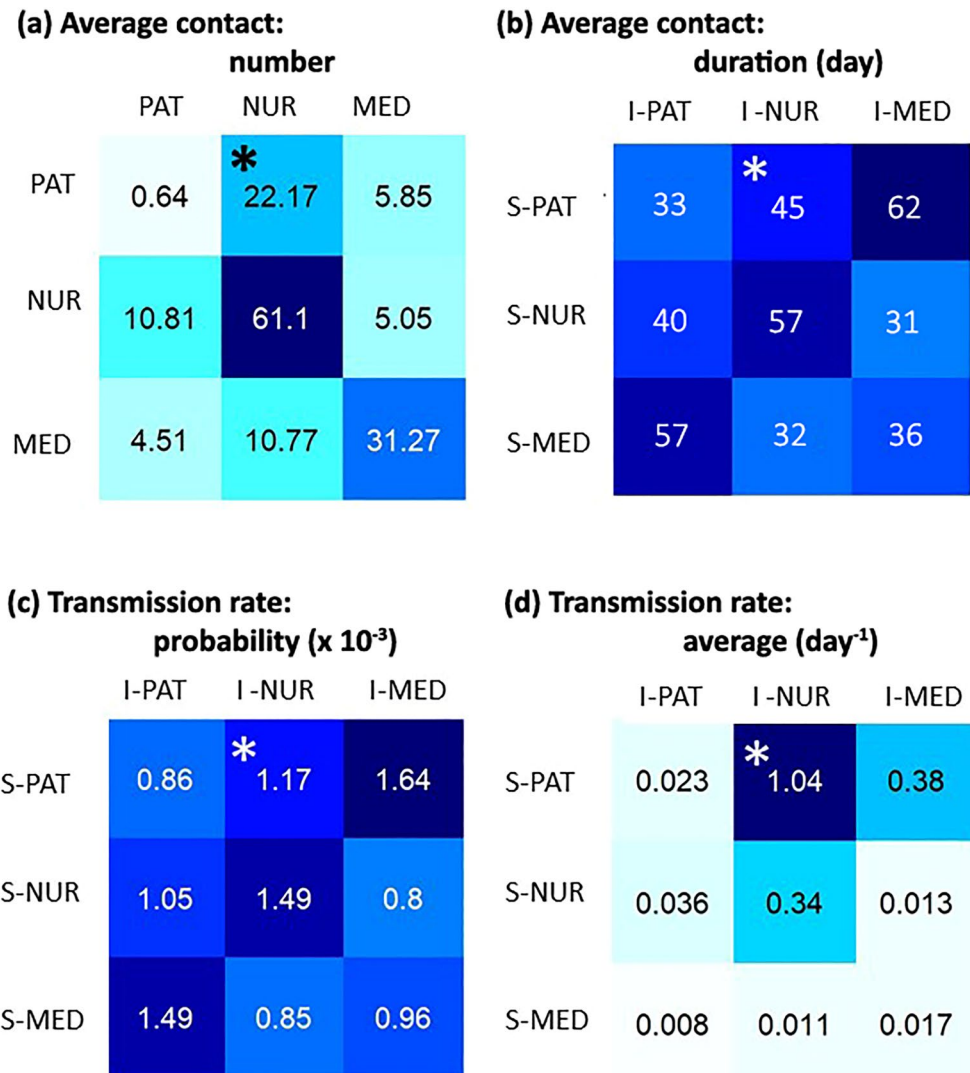 (a) Average contact:
number
PAT NUR MED
PAT 0.64 * 22.17 5.85
NUR 10.81 61.1 5.05
MED 4.51 10.77 31.27
(b) Average contact:
duration (day)
I-PAT I -NUR I-MED
S-PAT 33 * 45 62
S-NUR 40 57 31
S-MED 57 32 36
(c) Transmission rate:
probability (x 10⁻³)
I-PAT I -NUR I-MED
S-PAT 0.86 * 1.17 1.64
S-NUR 1.05 1.49 0.8
S-MED 1.49 0.85 0.96
(d) Transmission rate:
average (day⁻¹)
I-PAT I -NUR I-MED
S-PAT 0.023 * 1.04 0.38
S-NUR 0.036 0.34 0.013
S-MED 0.008 0.011 0.017